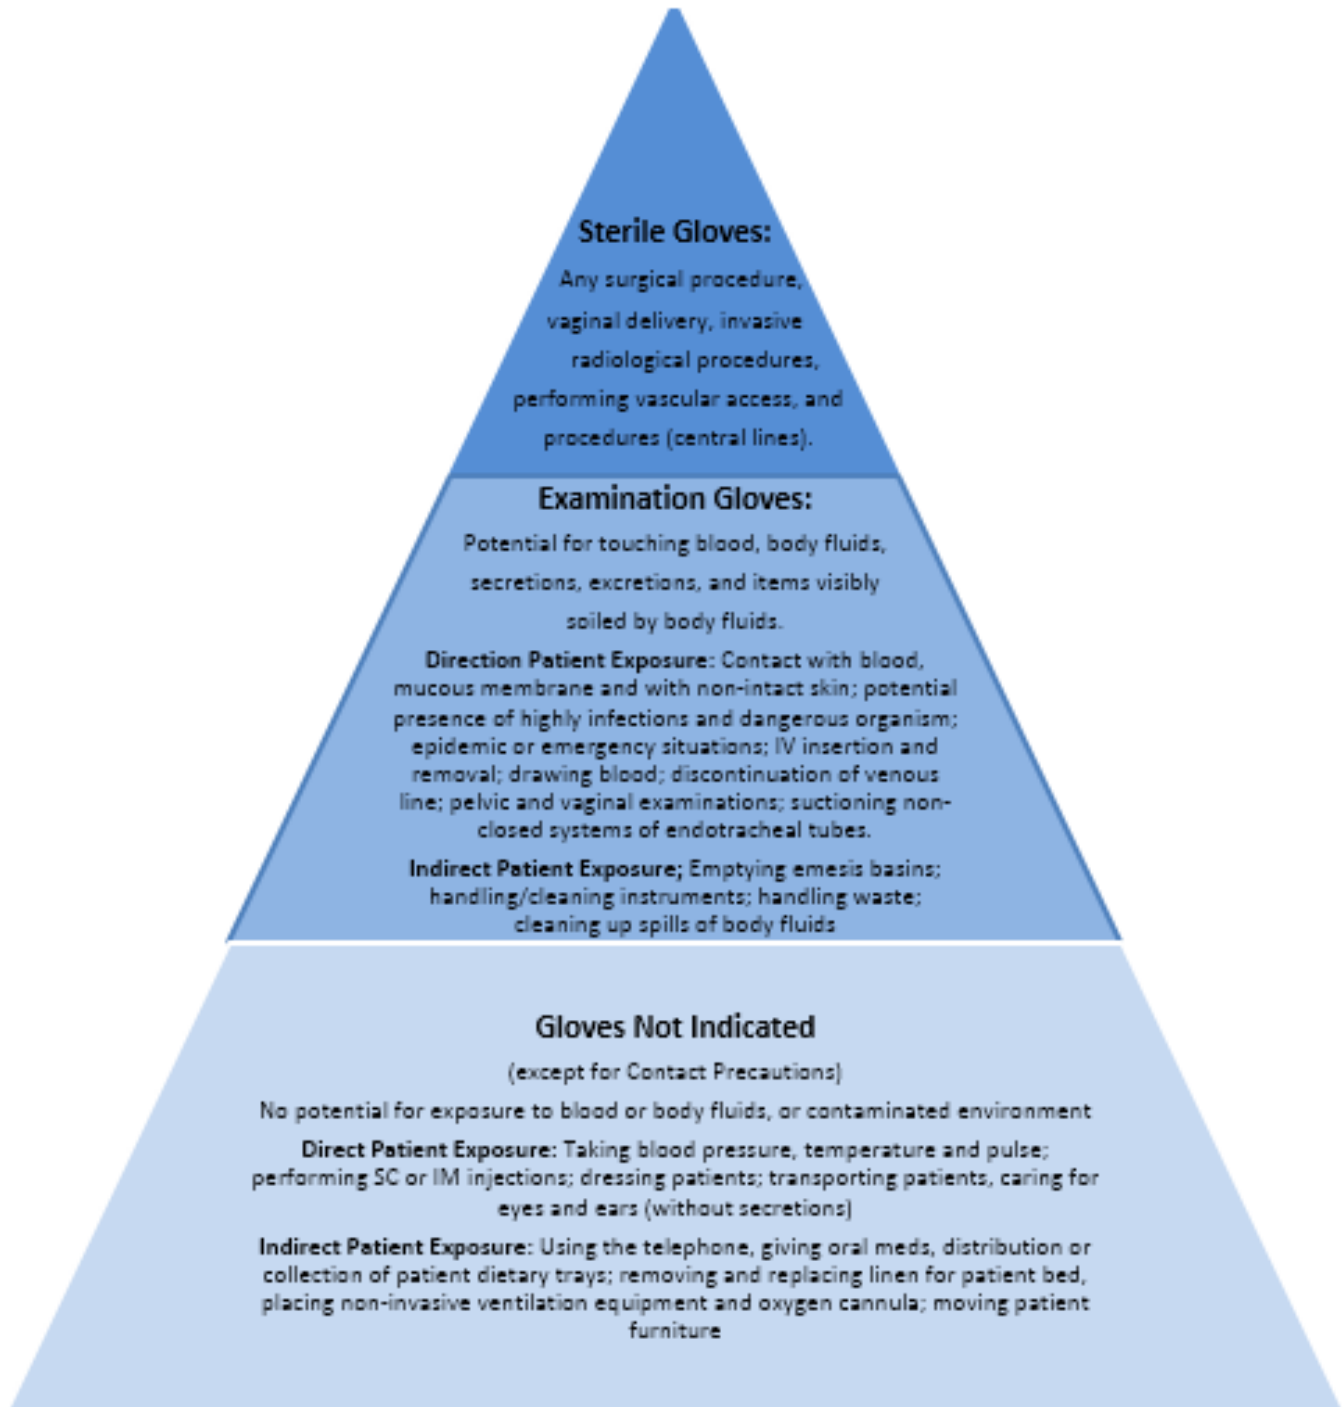 Sterile Gloves:
Any surgical procedure,
vaginal delivery, invasive
radiological procedures,
performing vascular access, and
procedures (central lines).
Examination Gloves:
Potential for touching blood, body fluids,
secretions, excretions, and items visibly
soiled by body fluids.
Direction Patient Exposure: Contact with blood,
mucous membrane and with non-intact skin; potential
presence of highly infections and dangerous organism;
epidemic or emergency situations; IV insertion and
removal; drawing blood; discontinuation of venous
line; pelvic and vaginal examinations; suctioning non-
closed systems of endotracheal tubes.
Indirect Patient Exposure; Emptying emesis basins;
handling/cleaning instruments; handling waste;
cleaning up spills of body fluids
Gloves Not Indicated
(except for Contact Precautions)
No potential for exposure to blood or body fluids, or contaminated environment
Direct Patient Exposure: Taking blood pressure, temperature and pulse;
performing SC or IM injections; dressing patients; transporting patients, caring for
eyes and ears (without secretions)
Indirect Patient Exposure: Using the telephone, giving oral meds, distribution or
collection of patient dietary trays; removing and replacing linen for patient bed,
placing non-invasive ventilation equipment and oxygen cannula; moving patient
furniture